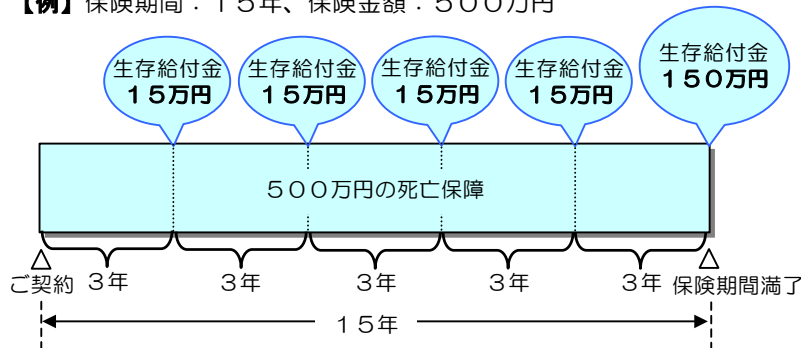 【例】保険期間：１５年、保険金額：５００万円
生存給付金
１５万円
生存給付金
１５万円
生存給付金
１５万円
生存給付金
１５万円
生存給付金
１５０万円
５００万円の死亡保障
３年
３年
３年
３年
３年
ご契約
保険期間満了
１５年